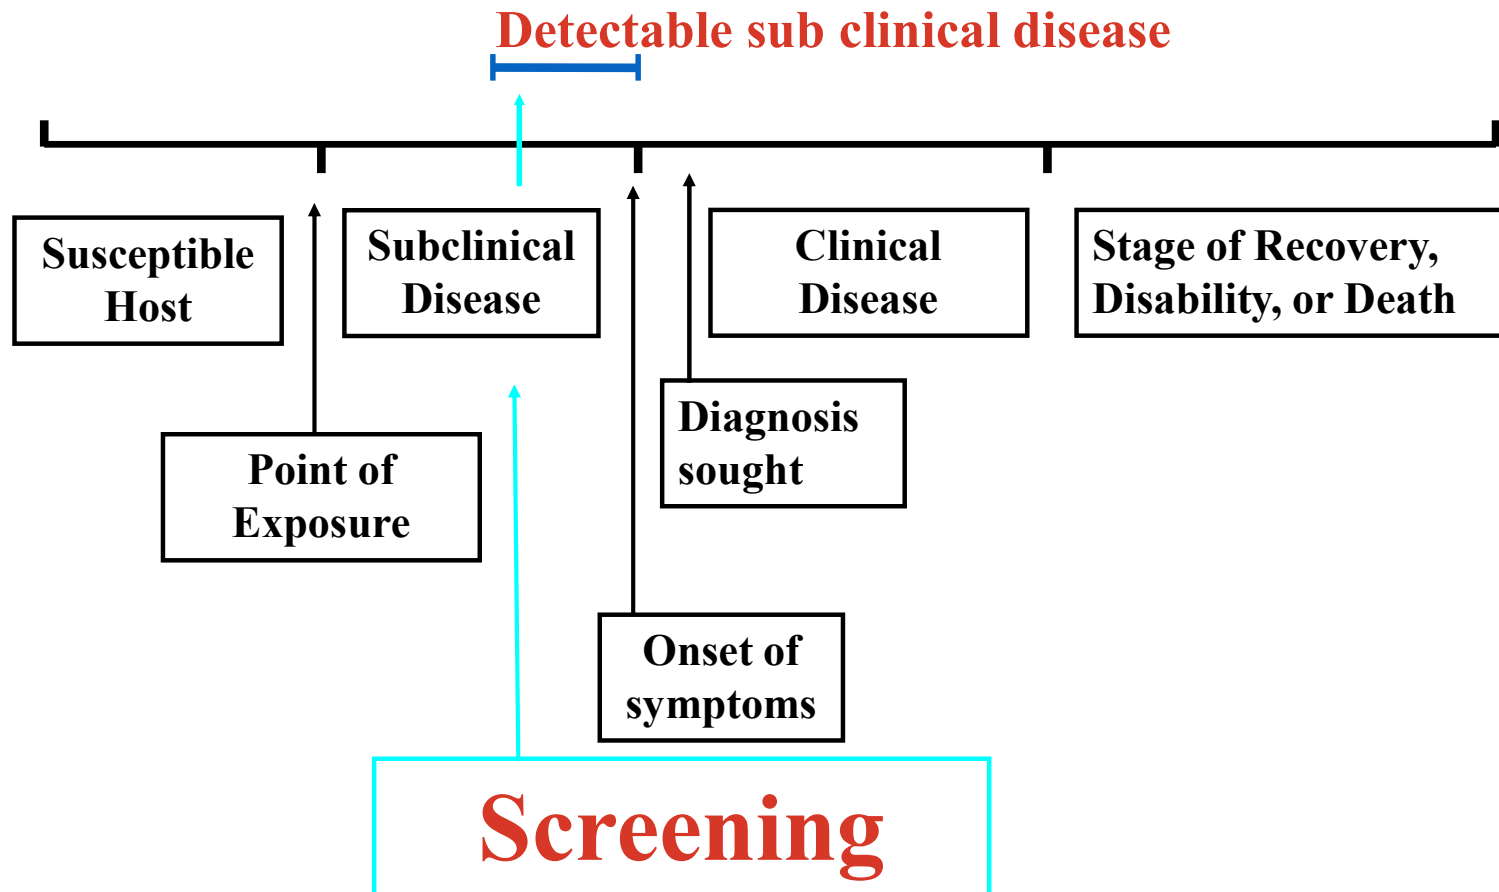 Detectable sub clinical disease
Susceptible
Host
Subclinical
Disease
Clinical
Disease
Stage of Recovery,
Disability, or Death
Point of
Exposure
Diagnosis
sought
Onset of
symptoms
Screening